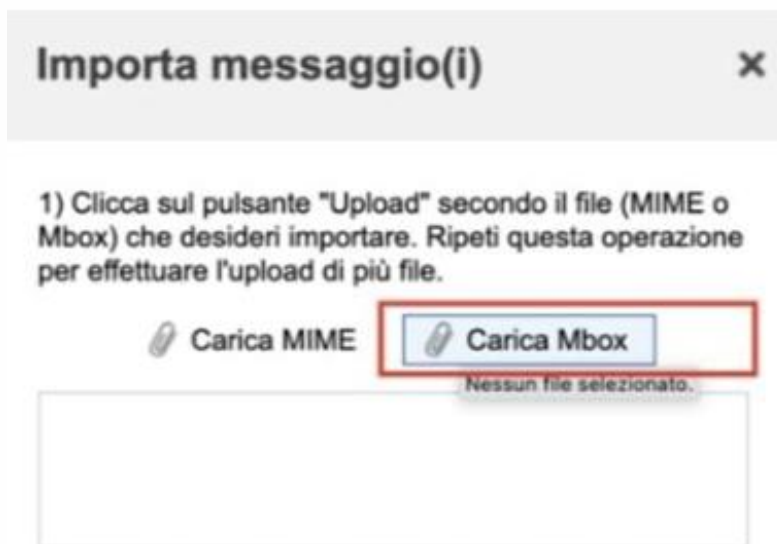 Importa messaggio(i)
1) Clicca sul pulsante "Upload" secondo il file (MIME o
Mbox) che desideri importare. Ripeti questa operazione
per effettuare l'upload di più file.
Carica MIME Carica Mbox
Nessun file selezionato.